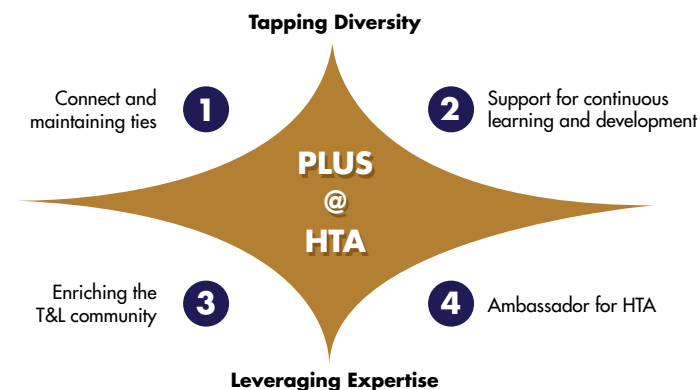 Tapping Diversity
Connect and
maintaining ties
1
2
Support for continuous
learning and development
PLUS
@
HTA
Enriching the
T&L community
3
4
Ambassador for HTA
Leveraging Expertise